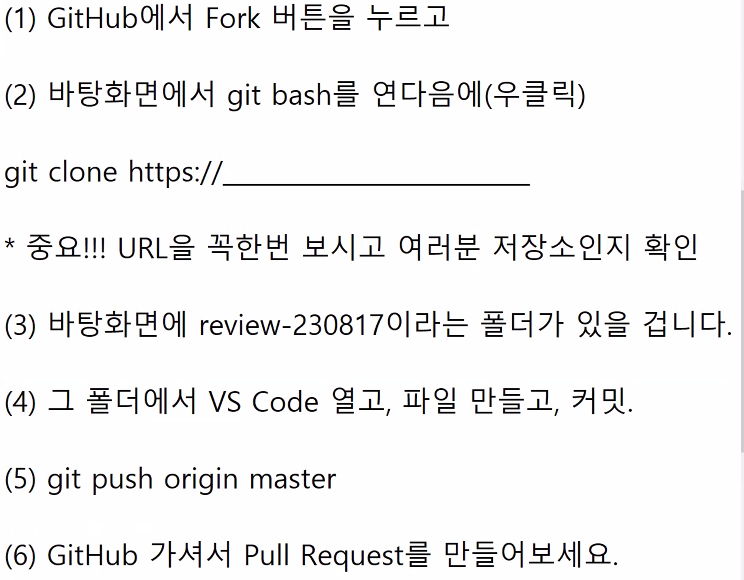 (1) GitHub에서 Fork 버튼을 누르고
(2) 바탕화면에서 git bash를 연다음에(우클릭)
git clone https://______________________
* 중요!!! URL을 꼭한번 보시고 여러분 저장소인지 확인
(3) 바탕화면에 review-230817이라는 폴더가 있을 겁니다.
(4) 그 폴더에서 VS Code 열고, 파일 만들고, 커밋.
(5) git push origin master
(6) GitHub 가셔서 Pull Request를 만들어보세요.